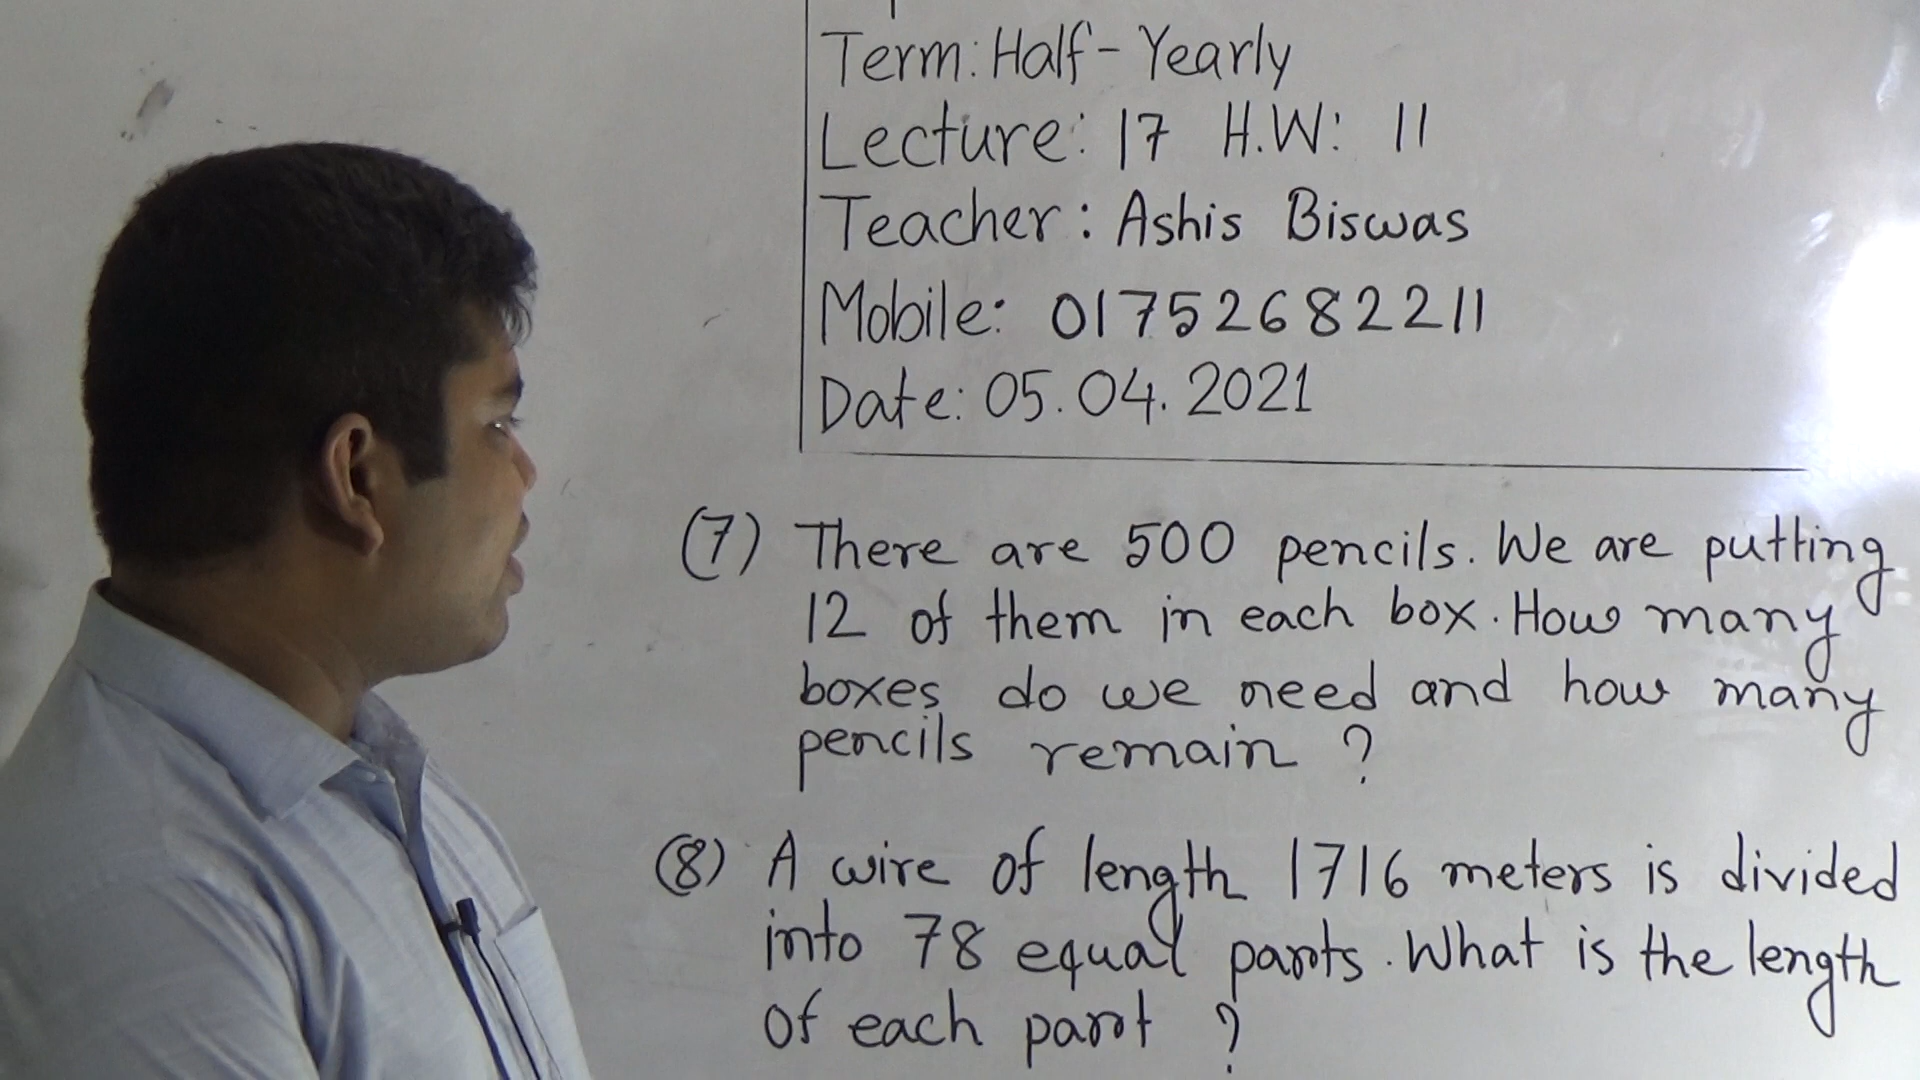 Term: Half-Yearly
Lecture: 17 H.W: 11
Teacher: Ashis Biswas
Mobile: 01752682211
Date: 05.04.2021
(7) There are 500 pencils. We are putting
12 of them in each box. How many
boxes do we need and how many
pencils remain ?
(8) A wire of length 1716 meters is divided
into 78 equal parts. What is the length
of each part ?